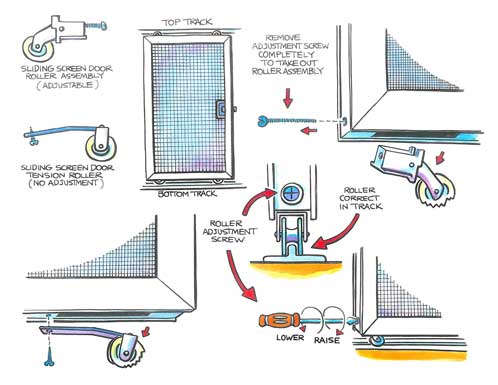 TOP TRACK
REMOVE
ADJUSTMENT SCREW
COMPLETELY
TO TAKE OUT
ROLLER ASSEMBLY
SLIDING SCREEN DOOR
ROLLER ASSEMBLY
(ADJUSTABLE)
SLIDING SCREEN DOOR
TENSION ROLLER
(NO ADJUSTMENT)
BOTTOM TRACK
ROLLER
CORRECT
IN TRACK
ROLLER
ADJUSTMENT
SCREW
LOWER
RAISE